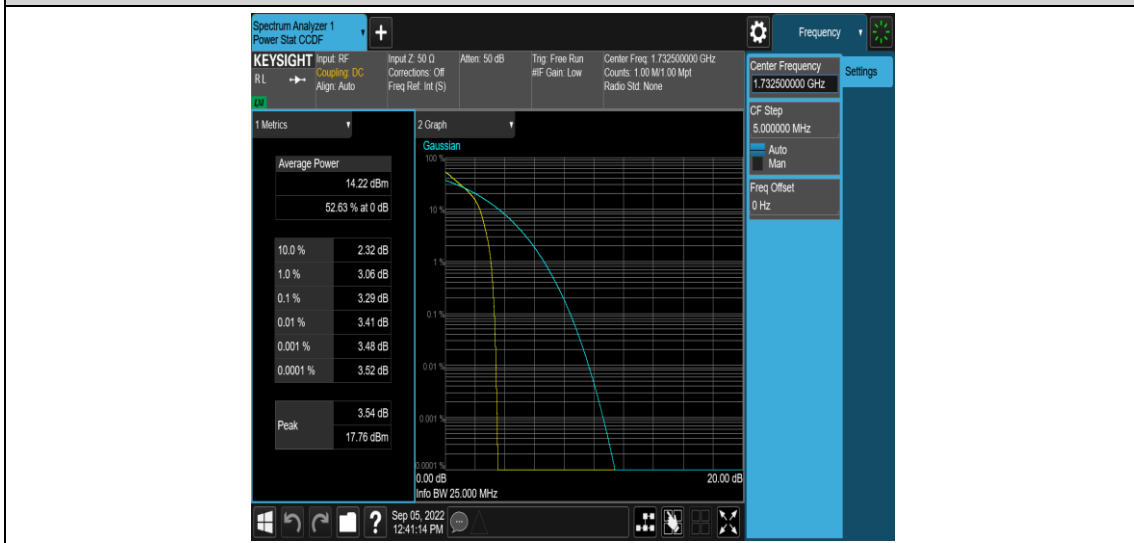 Spectrum Analyzer 1
Power Stat CCDF
Frequency
KEYSIGHT
RL
LM
Input: RF
Coupling: DC
Align: Auto
Input Z: 50 Ω
Corrections: Off
Freq Ref: Int (S)
Atten: 50 dB
Trig: Free Run
#IF Gain: Low
Center Freq: 1.732500000 GHz
Counts: 1.00 M/1.00 Mpt
Radio Std: None
Center Frequency
1.732500000 GHz
Settings
CF Step
5.000000 MHz
Auto
Man
Freq Offset
0 Hz
1 Metrics
Average Power
14.22 dBm
52.63 % at 0 dB
10.0 % 2.32 dB
1.0 % 3.06 dB
0.1 % 3.29 dB
0.01 % 3.41 dB
0.001 % 3.48 dB
0.0001 % 3.52 dB
Peak 3.54 dB
17.76 dBm
2 Graph
Gaussian
100 %
10 %
1 %
0.1 %
0.01 %
0.001 %
0.0001 %
0.00 dB 20.00 dB
Info BW 25.000 MHz
?
Sep 05, 2022
12:41:14 PM